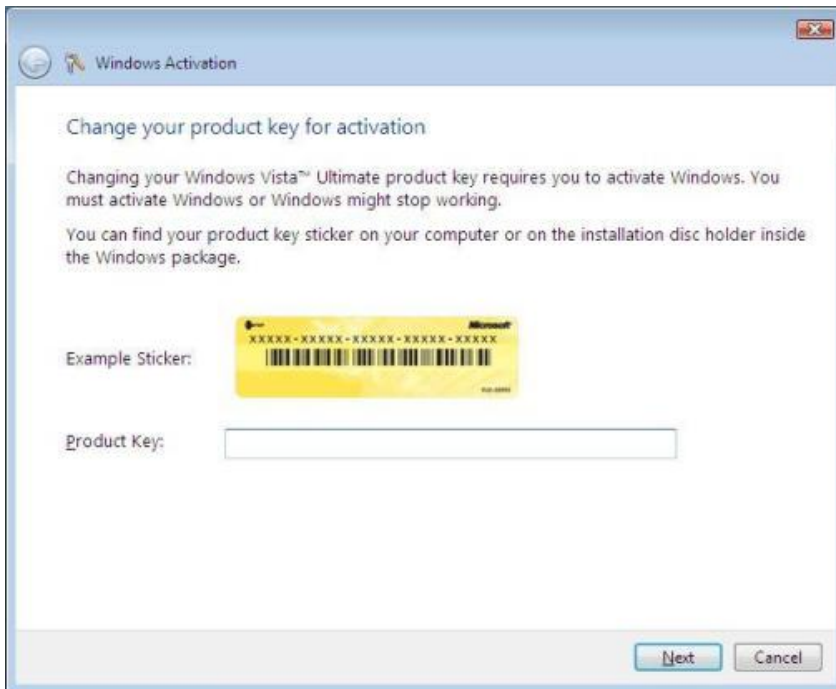 Windows Activation
Change your product key for activation
Changing your Windows Vista™ Ultimate product key requires you to activate Windows. You
must activate Windows or Windows might stop working.
You can find your product key sticker on your computer or on the installation disc holder inside
the Windows package.
Microsoft
XXXXX-XXXXX-XXXXX-XXXXX-XXXXX
Example Sticker:
Product Key:
Next Cancel